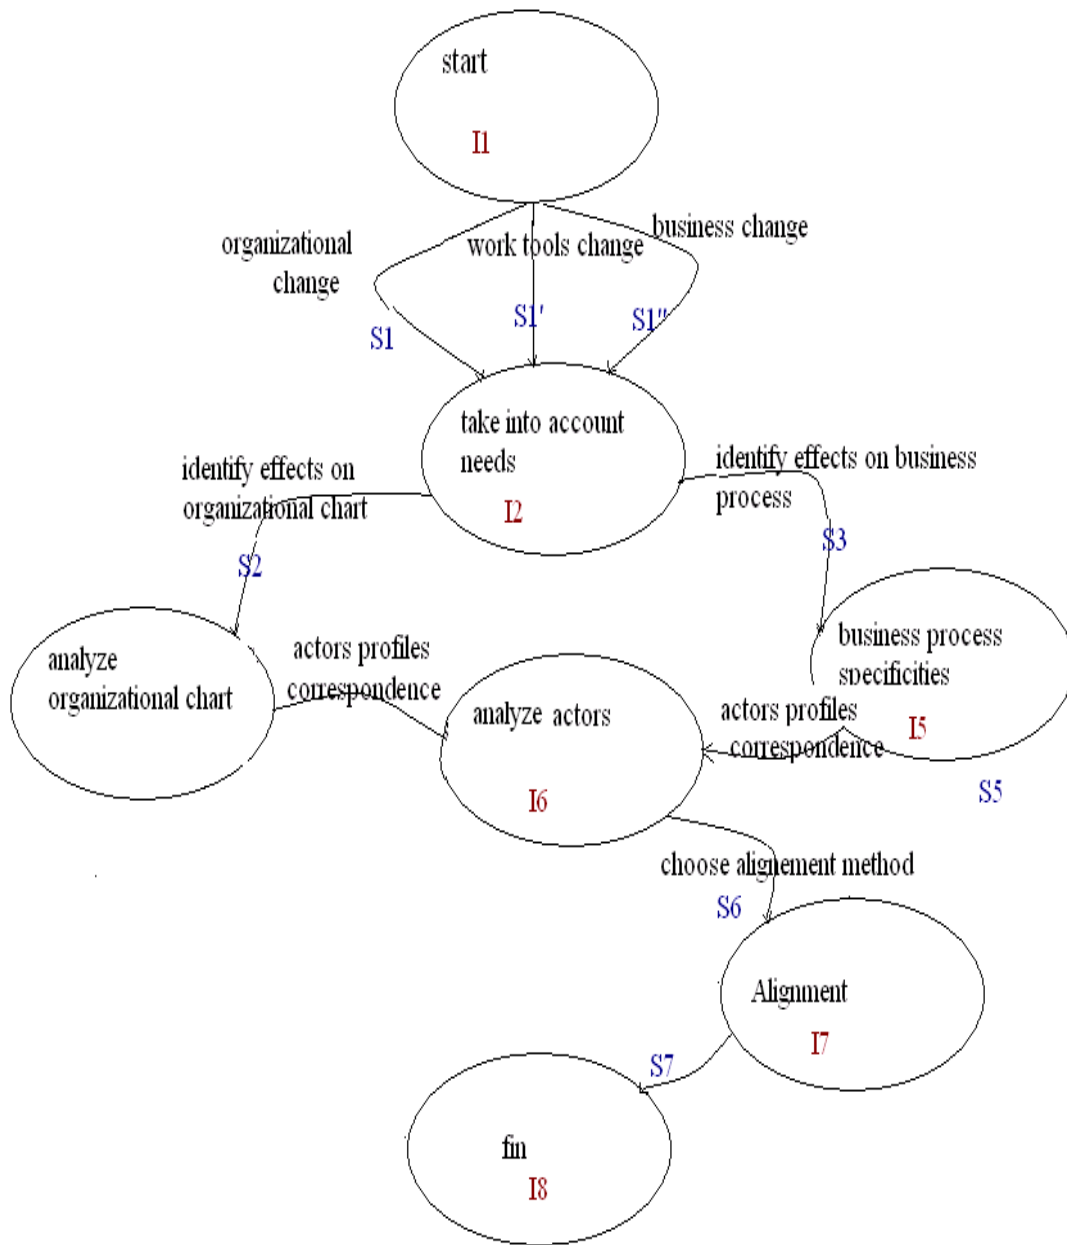 start
I1
organizational
change
work tools change
business change
S1
S1'
S1"
take into account
needs
I2
identify effects on
organizational chart
S2
identify effects on business
process
S3
analyze
organizational chart
actors profiles
correspondence
analyze actors
I6
business process
specificities
I5
actors profiles
correspondence
S5
choose alignement method
S6
Alignment
I7
S7
fin
I8